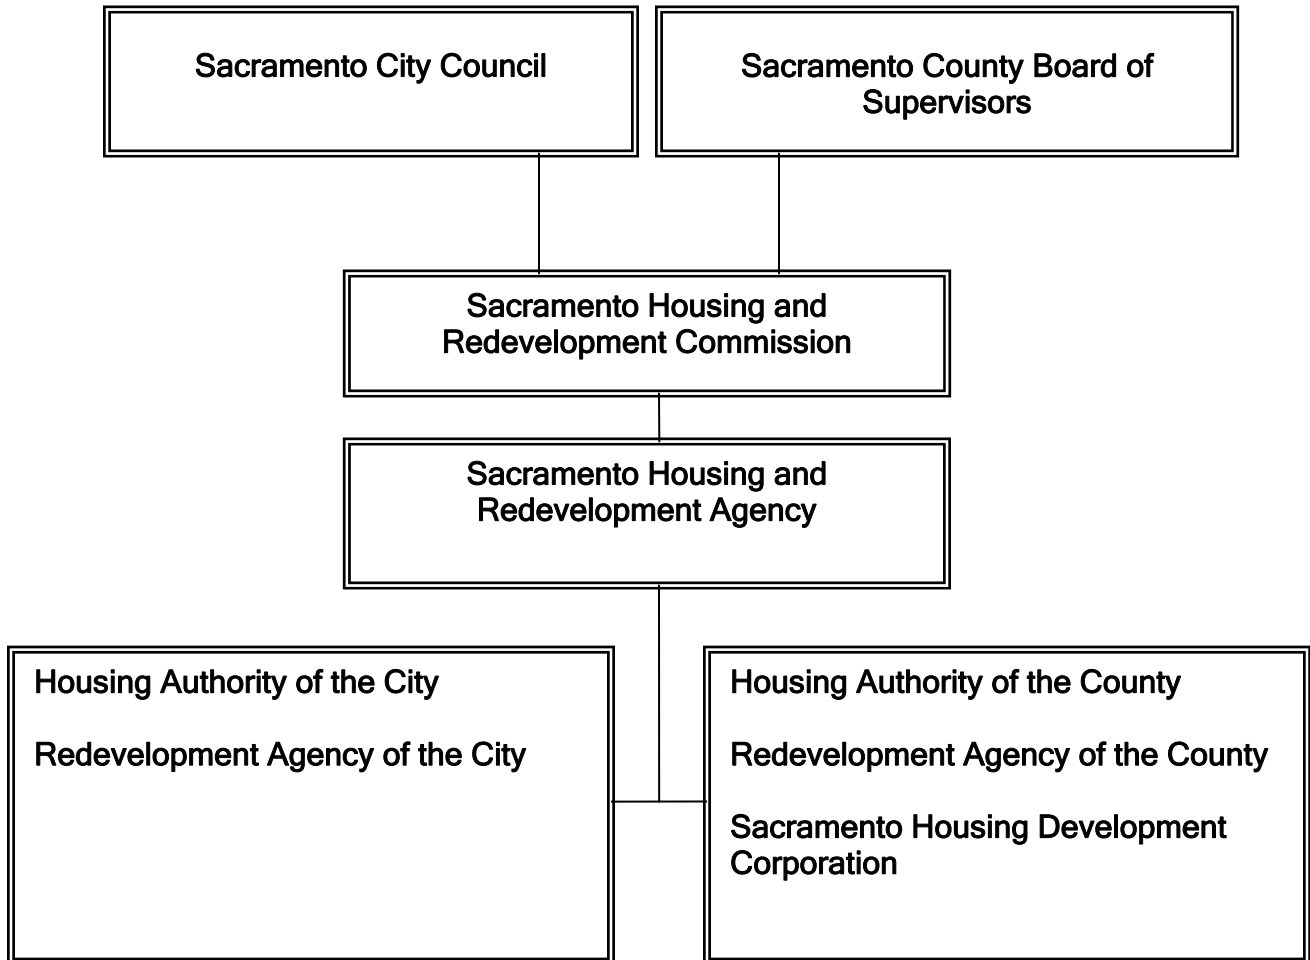 Sacramento City Council
Sacramento County Board of
Supervisors
Sacramento Housing and
Redevelopment Commission
Sacramento Housing and
Redevelopment Agency
Housing Authority of the City
Redevelopment Agency of the City
Housing Authority of the County
Redevelopment Agency of the County
Sacramento Housing Development
Corporation